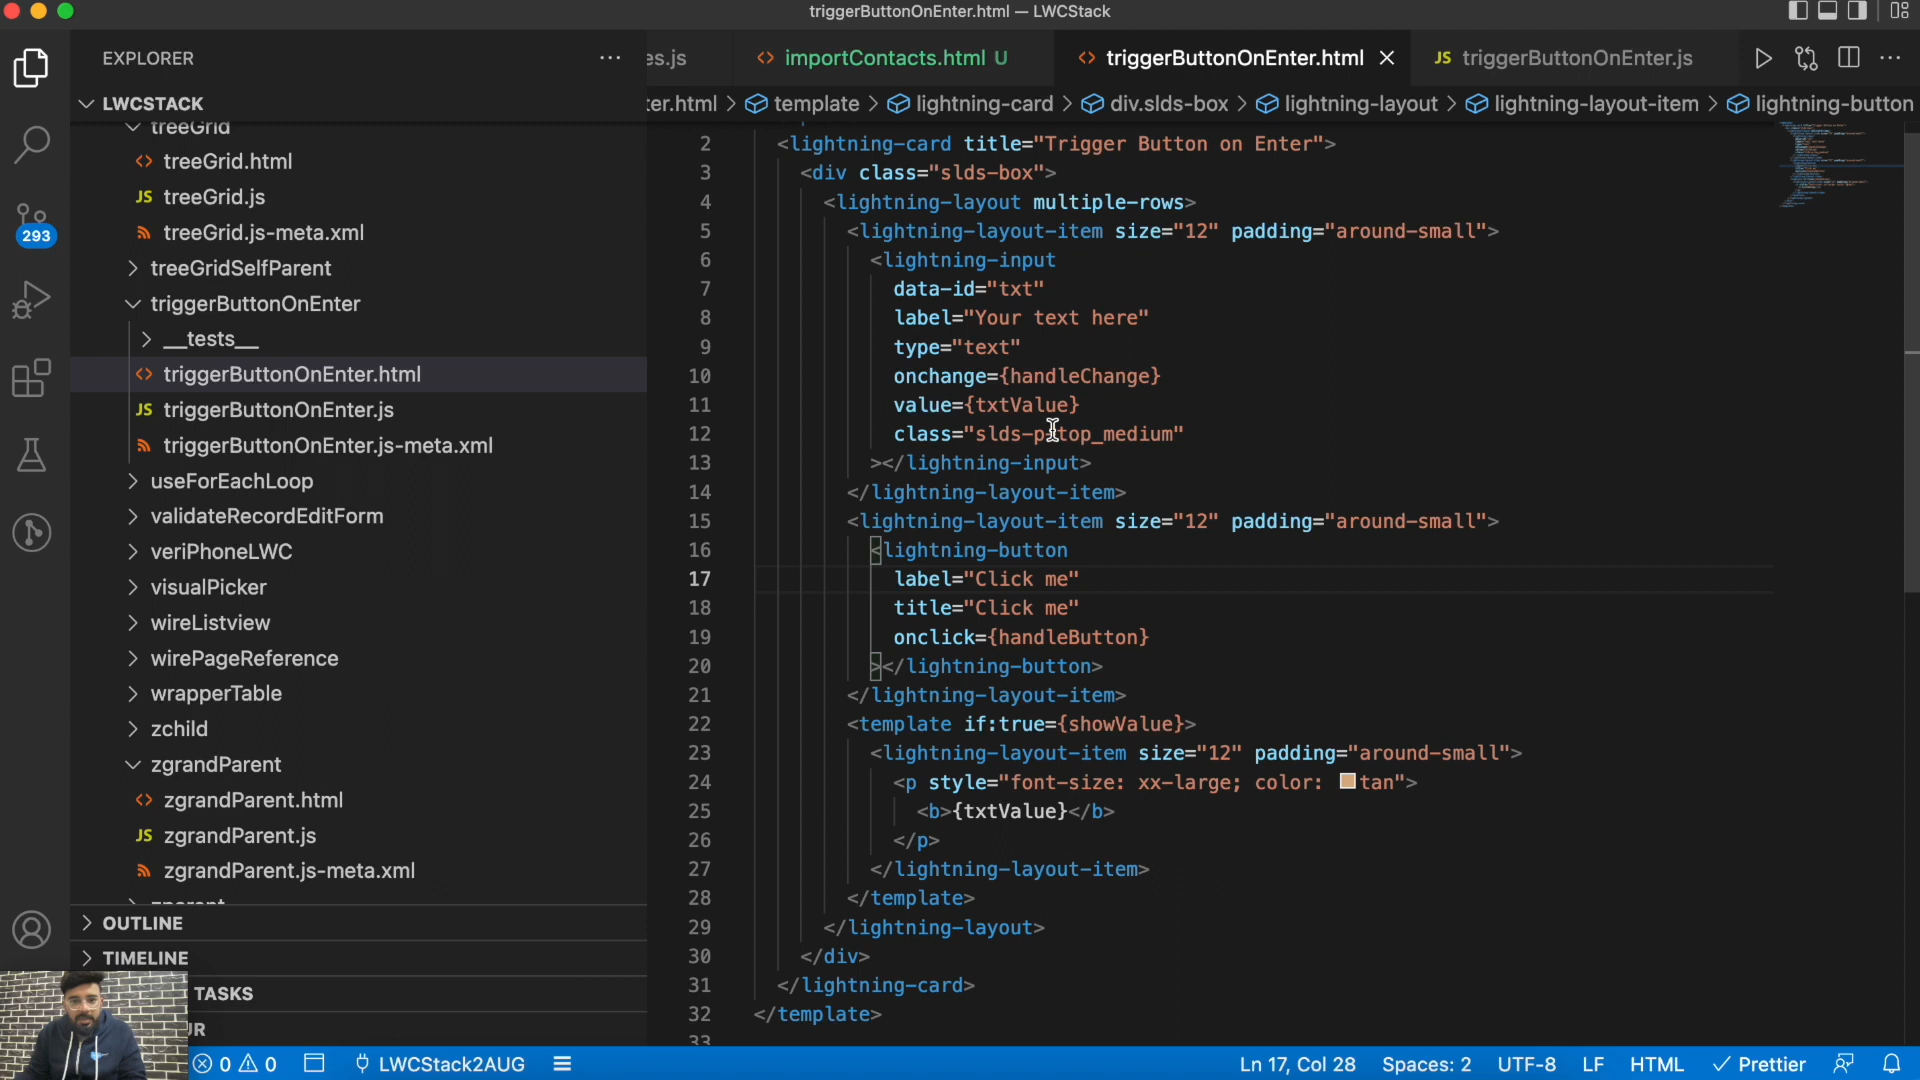 triggerButtonOnEnter.html — LWCStack
EXPLORER
LWCSTACK
treeGrid
treeGrid.html
JS treeGrid.js
treeGrid.js-meta.xml
treeGridSelfParent
triggerButtonOnEnter
__tests__
triggerButtonOnEnter.html
JS triggerButtonOnEnter.js
triggerButtonOnEnter.js-meta.xml
useForEachLoop
validateRecordEditForm
veriPhoneLWC
visualPicker
wireListview
wirePageReference
wrapperTable
zchild
zgrandParent
zgrandParent.html
JS zgrandParent.js
zgrandParent.js-meta.xml
OUTLINE
TIMELINE
TASKS
UR
293
es.js
importContacts.html U
triggerButtonOnEnter.html
JS triggerButtonOnEnter.js
ter.html > template > lightning-card > div.slds-box > lightning-layout > lightning-layout-item > lightning-button
2 <lightning-card title="Trigger Button on Enter">
3 <div class="slds-box">
4 <lightning-layout multiple-rows>
5 <lightning-layout-item size="12" padding="around-small">
6 <lightning-input
7 data-id="txt"
8 label="Your text here"
9 type="text"
10 onchange={handleChange}
11 value={txtValue}
12 class="slds-p-top_medium"
13 ></lightning-input>
14 </lightning-layout-item>
15 <lightning-layout-item size="12" padding="around-small">
16 <lightning-button
17 label="Click me"
18 title="Click me"
19 onclick={handleButton}
20 ></lightning-button>
21 </lightning-layout-item>
22 <template if:true={showValue}>
23 <lightning-layout-item size="12" padding="around-small">
24 <p style="font-size: xx-large; color: tan">
25 <b>{txtValue}</b>
26 </p>
27 </lightning-layout-item>
28 </template>
29 </lightning-layout>
30 </div>
31 </lightning-card>
32 </template>
33
0 0 LWCStack2AUG
Ln 17, Col 28 Spaces: 2 UTF-8 LF HTML Prettier